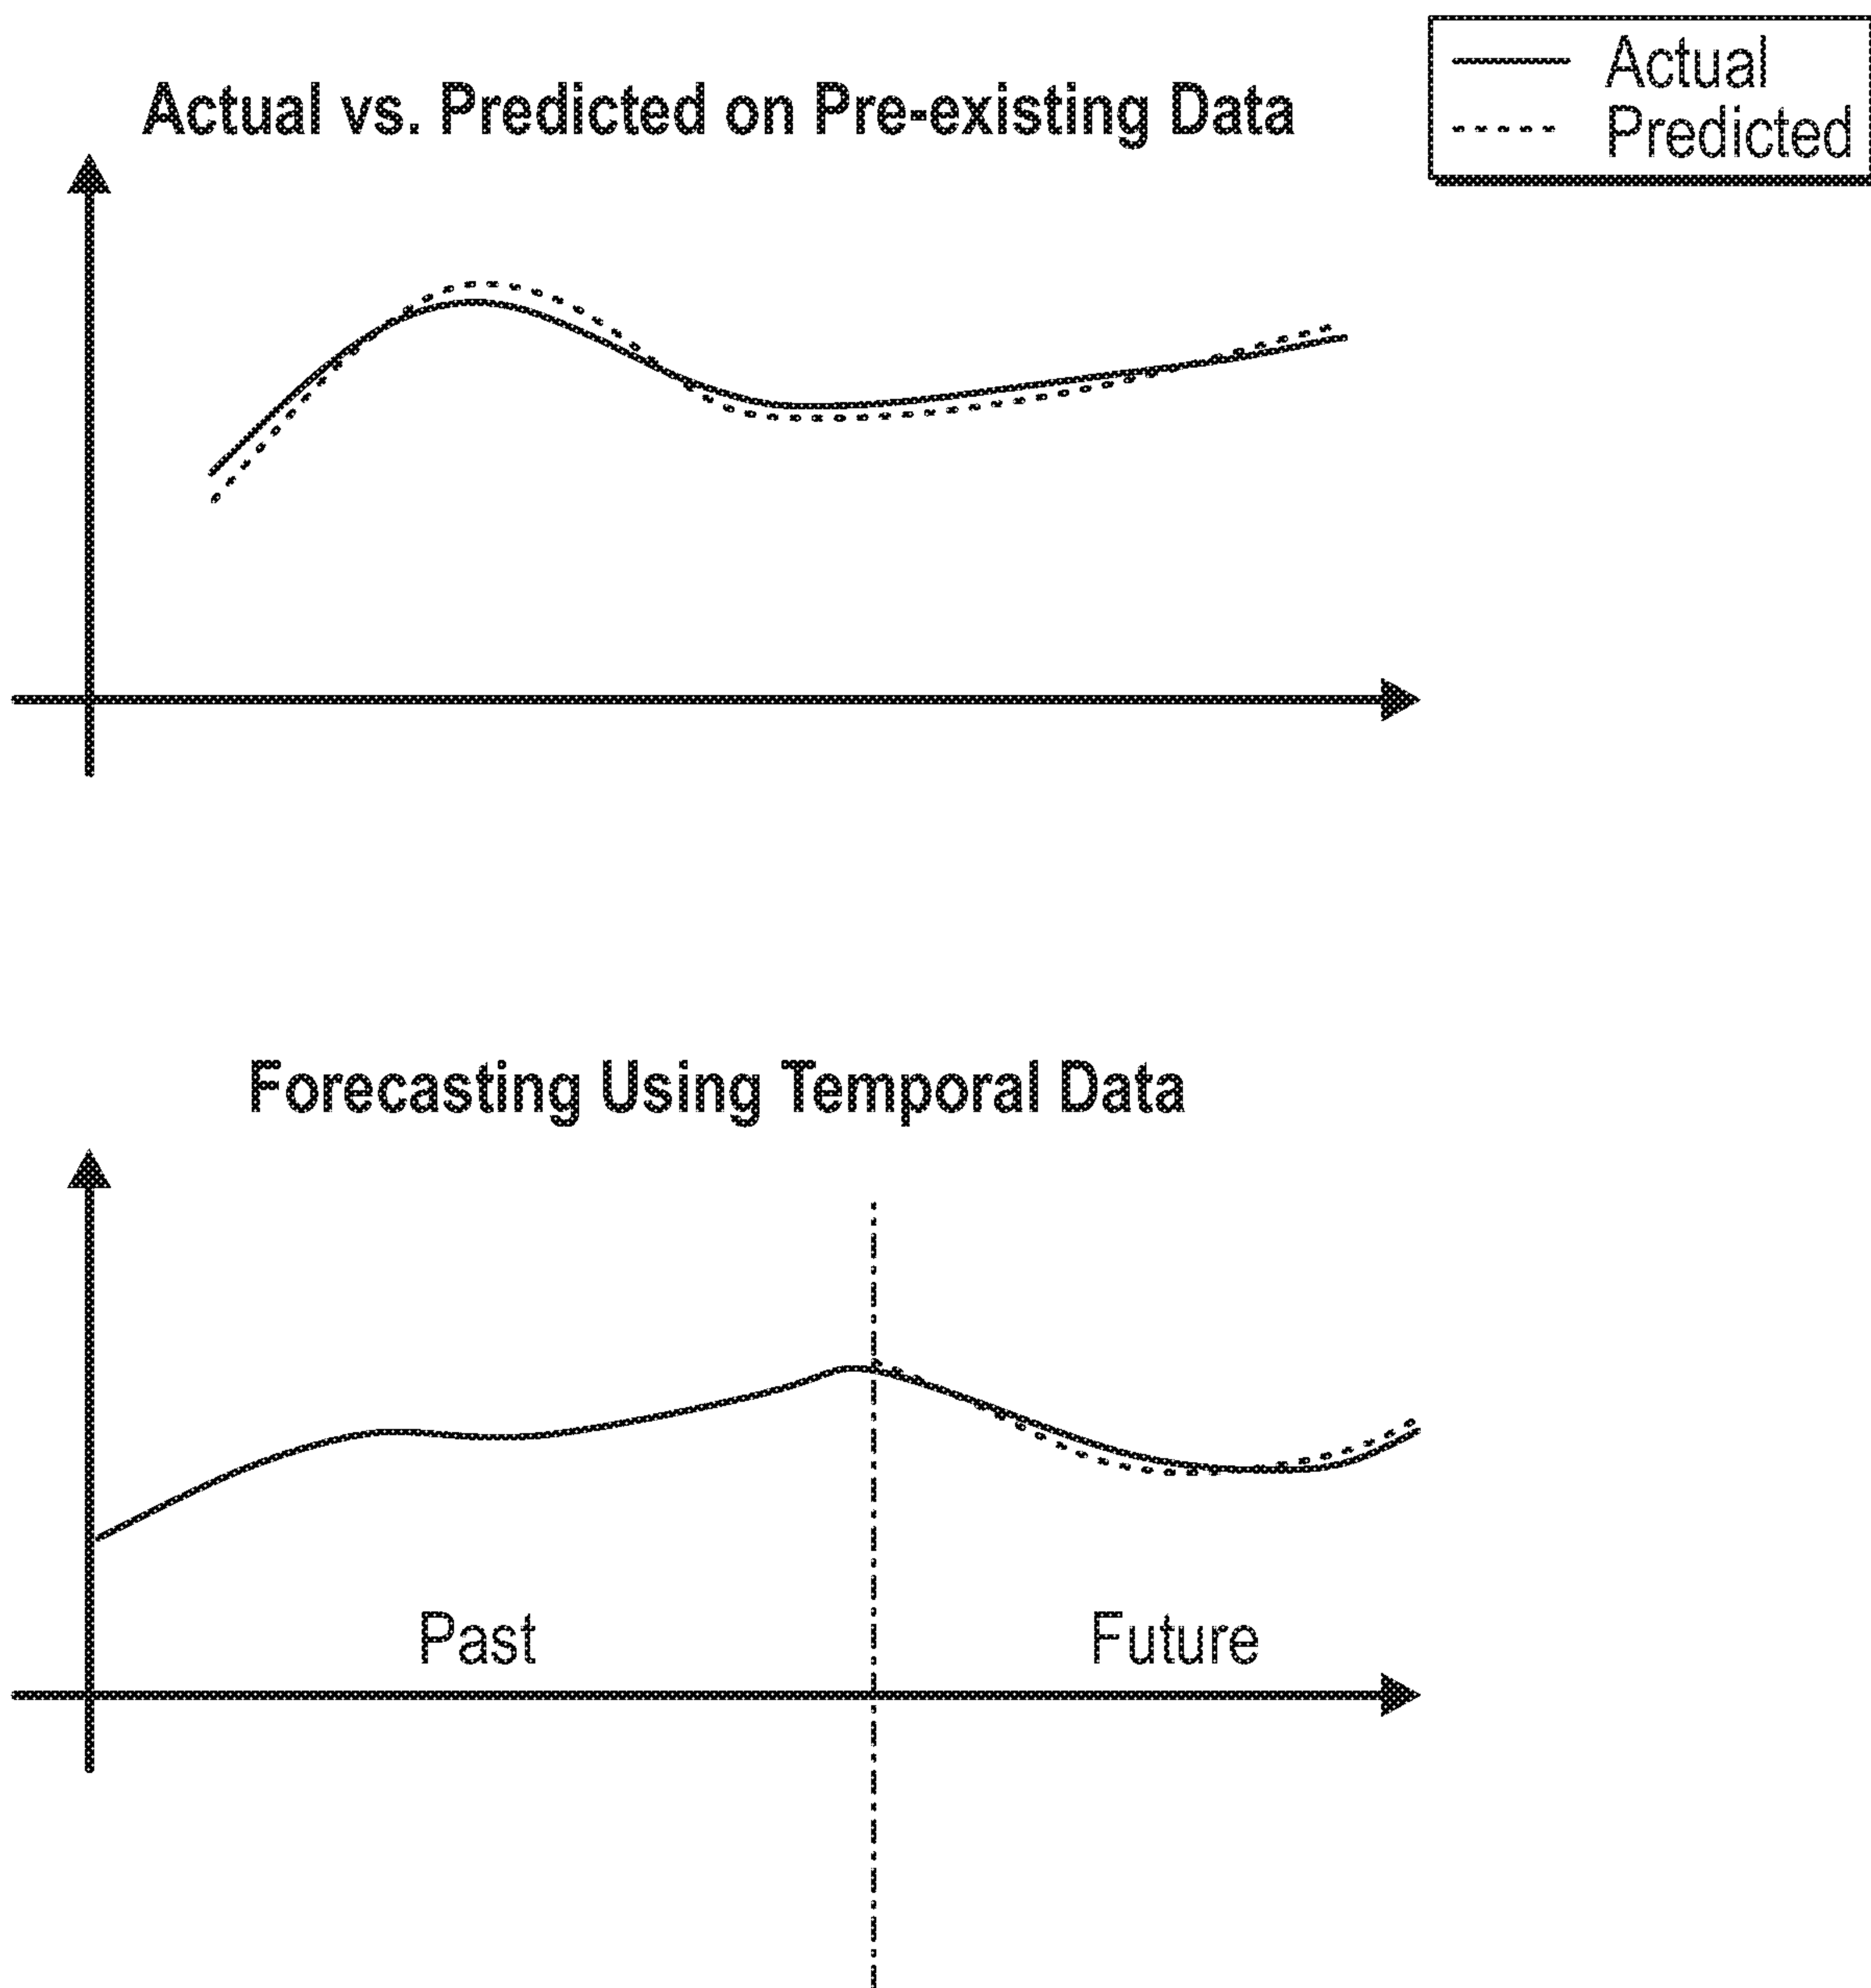 Actual
Predicted
Actual vs. Predicted on Pre-existing Data
Forecasting Using Temporal Data
Past
Future